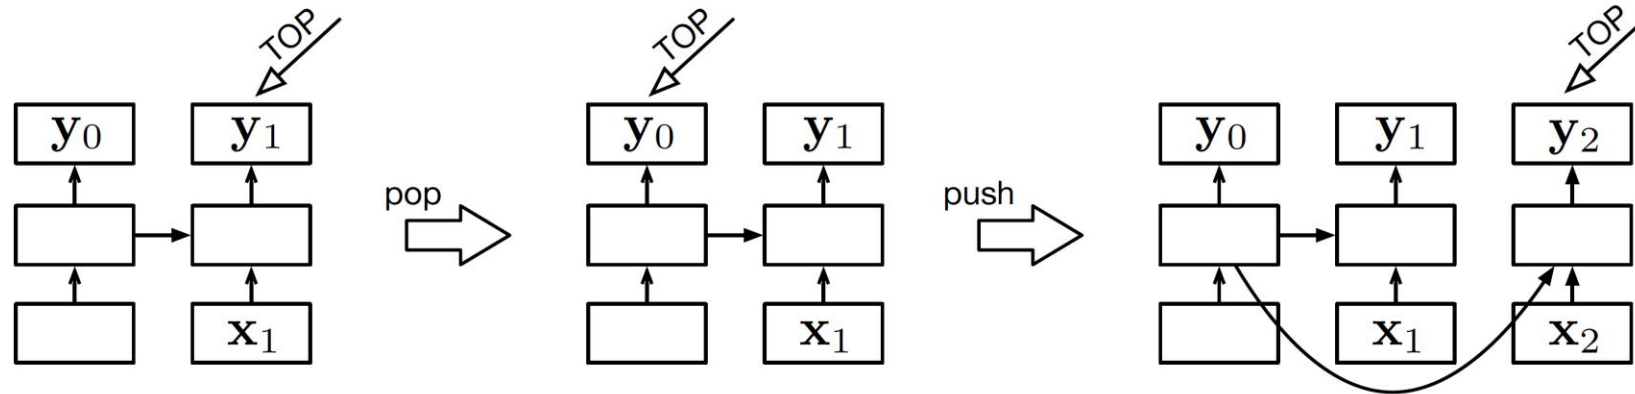 TOP
TOP
TOP
y₀ y₁
y₀ y₁
y₀ y₁ y₂
pop
push
x₁
x₁
x₁ x₂